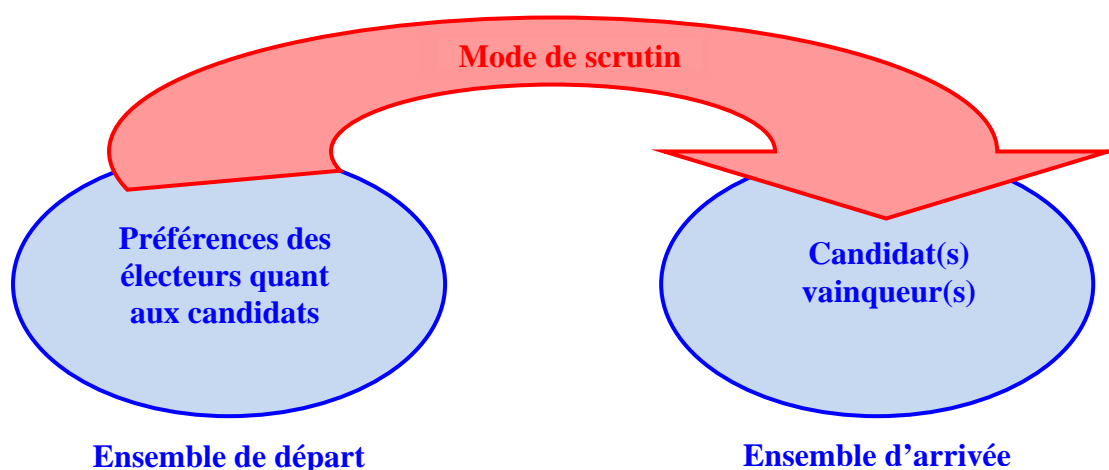 Mode de scrutin
Préférences des
électeurs quant
aux candidats
Candidat(s)
vainqueur(s)
Ensemble de départ
Ensemble d’arrivée